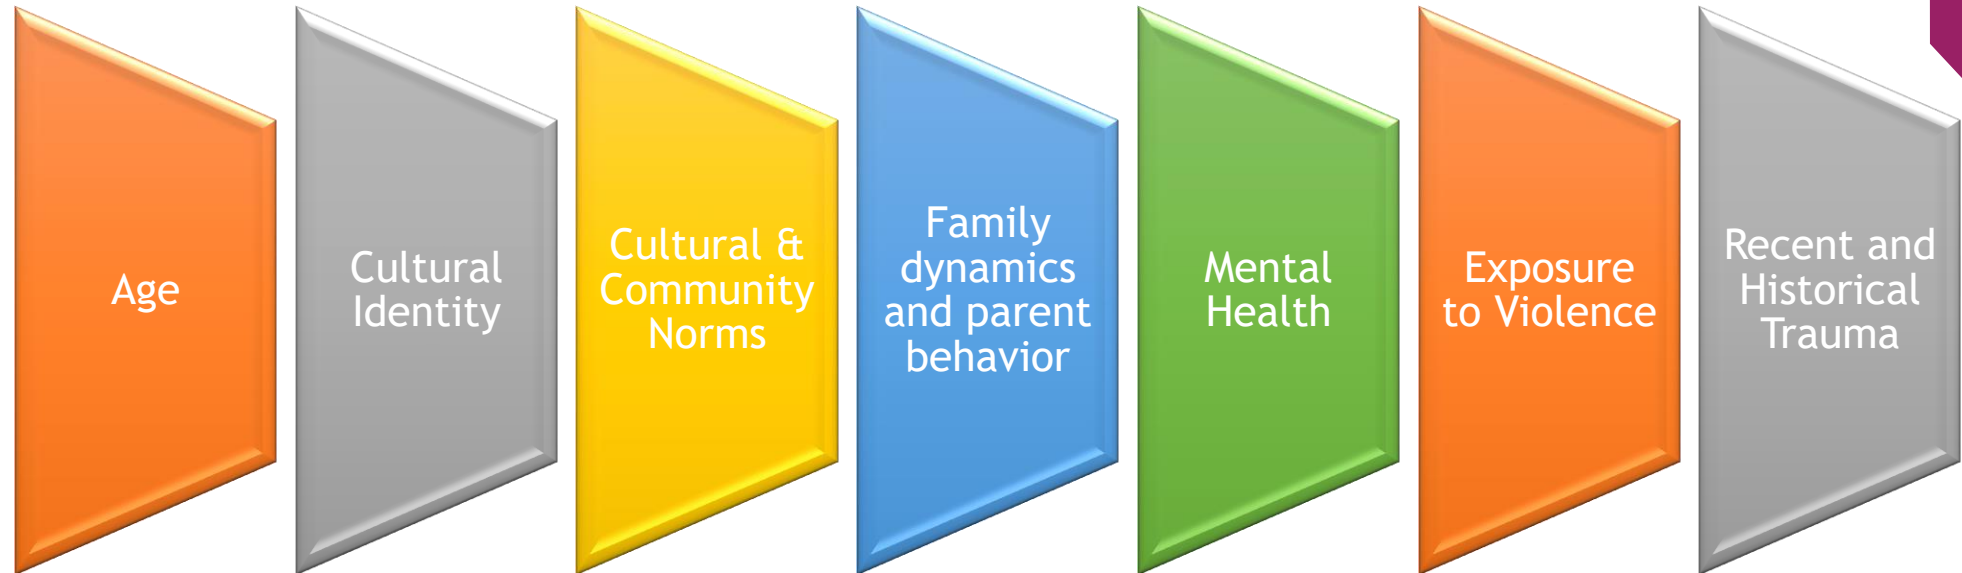 Age
Cultural
Identity
Cultural &
Community
Norms
Family
dynamics
and parent
behavior
Mental
Health
Exposure
to Violence
Recent and
Historical
Trauma